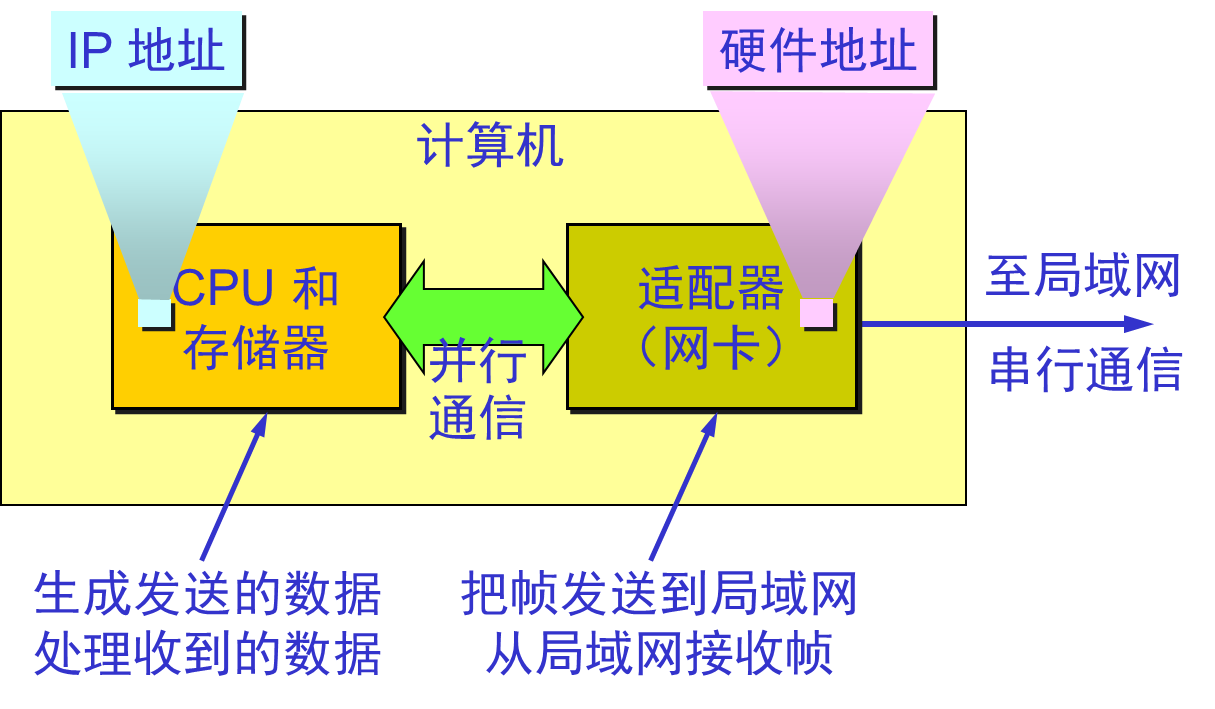 IP 地址
硬件地址
计算机
CPU 和
存储器
并行
通信
适配器
（网卡）
至局域网
串行通信
生成发送的数据
处理收到的数据
把帧发送到局域网
从局域网接收帧